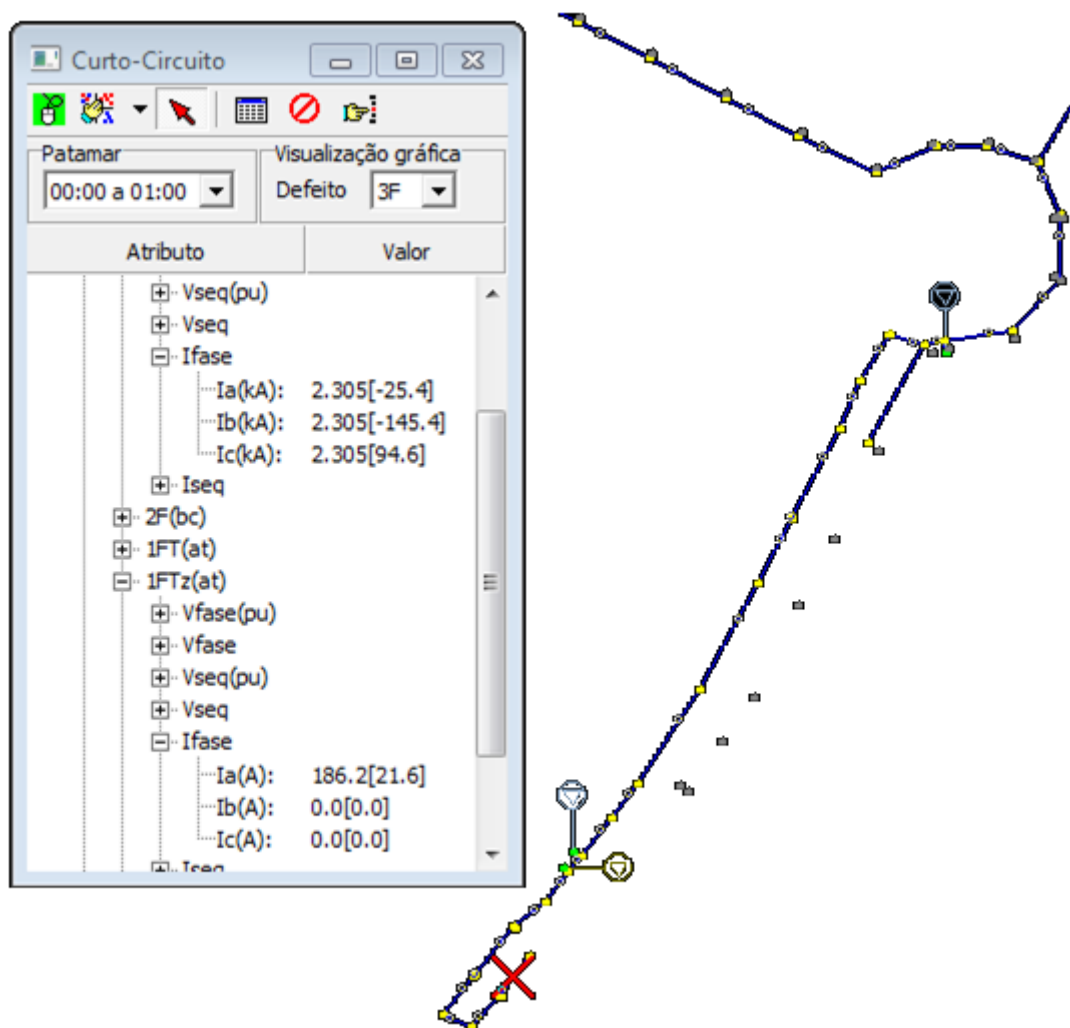 Curto-Circuito
Patamar
Visualização gráfica
00:00 a 01:00
Defeito
3F
Atributo
Valor
Vseq(pu)
Vseq
Ifase
Ia(kA): 2.305[-25.4]
Ib(kA): 2.305[-145.4]
Ic(kA): 2.305[94.6]
Iseq
2F(bc)
1FT(at)
1FTz(at)
Vfase(pu)
Vfase
Vseq(pu)
Vseq
Ifase
Ia(A): 186.2[21.6]
Ib(A): 0.0[0.0]
Ic(A): 0.0[0.0]
Iseq